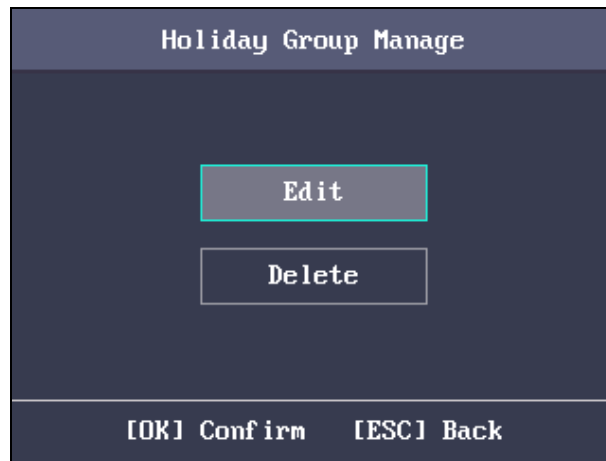 Holiday Group Manage
Edit
Delete
[OK] Confirm [ESC] Back